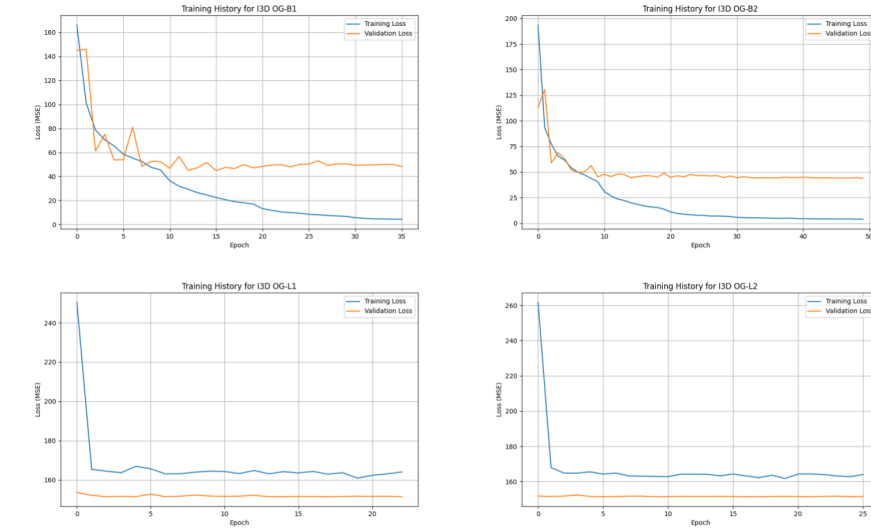 Training History for I3D OG-B1
Training Loss
Validation Loss
160
140
120
100
80
60
40
20
0
Loss (MSE)
0 5 10 15 20 25 30 35
Epoch
Training History for I3D OG-B2
Training Loss
Validation Loss
200
175
150
125
100
75
50
25
0
Loss (MSE)
0 10 20 30 40 50
Epoch
Training History for I3D OG-L1
Training Loss
Validation Loss
240
220
200
180
160
Loss (MSE)
0 5 10 15 20
Epoch
Training History for I3D OG-L2
Training Loss
Validation Loss
260
240
220
200
180
160
Loss (MSE)
0 5 10 15 20 25
Epoch